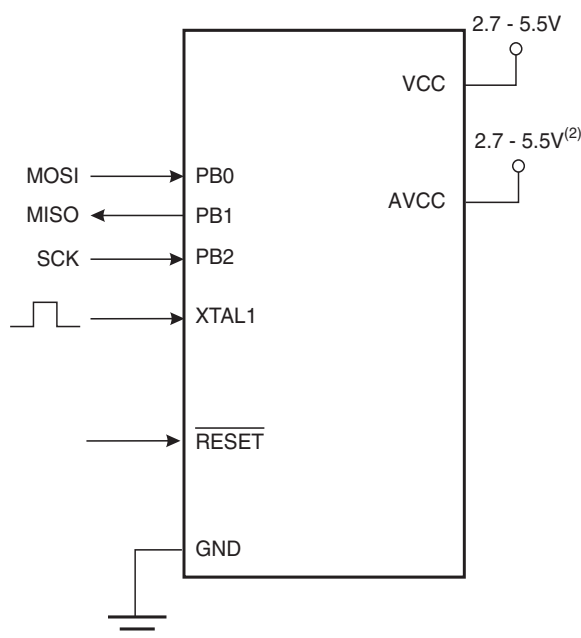 2.7 - 5.5V
VCC
2.7 - 5.5V(2)
AVCC
MOSI PB0
MISO PB1
SCK PB2
XTAL1
RESET
GND